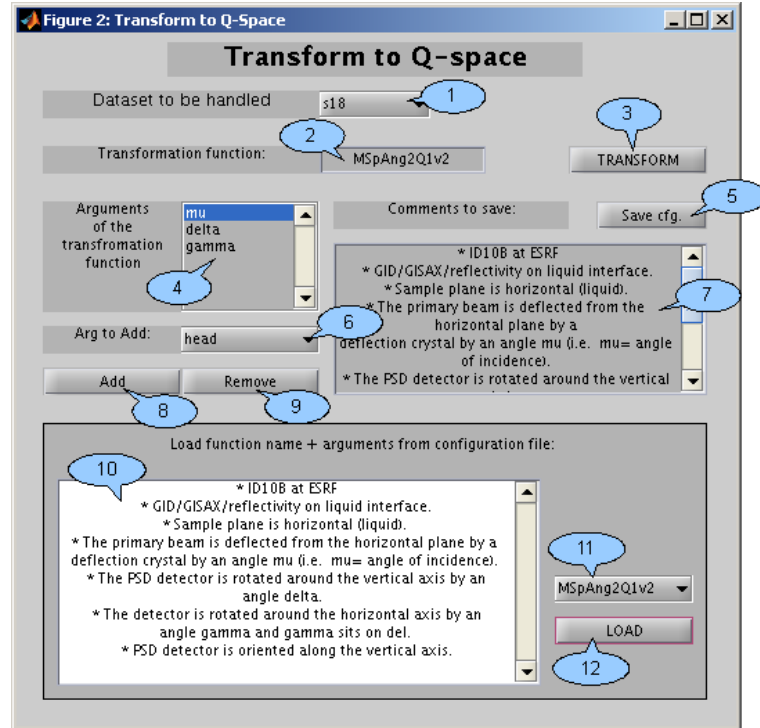 Figure 2: Transform to Q-Space
Transform to Q-space
Dataset to be handled
s18
1
2
3
Transformation function:
MSpAng2Q1v2
TRANSFORM
Arguments
of the
transfromation
function
mu
delta
gamma
4
Comments to save:
5
Save cfg.
* ID10B at ESRF
* GID/GISAX/reflectivity on liquid interface.
* Sample plane is horizontal (liquid).
* The primary beam is deflected from the
horizontal plane by a
deflection crystal by an angle mu (i.e. mu= angle
of incidence).
* The PSD detector is rotated around the vertical
7
Arg to Add:
head
6
Add
Remove
8
9
Load function name + arguments from configuration file:
10
* ID10B at ESRF
* GID/GISAX/reflectivity on liquid interface.
* Sample plane is horizontal (liquid).
* The primary beam is deflected from the horizontal plane by a
deflection crystal by an angle mu (i.e. mu= angle of incidence).
* The PSD detector is rotated around the vertical axis by an
angle delta.
* The detector is rotated around the horizontal axis by an
angle gamma and gamma sits on del.
* PSD detector is oriented along the vertical axis.
11
MSpAng2Q1v2
LOAD
12